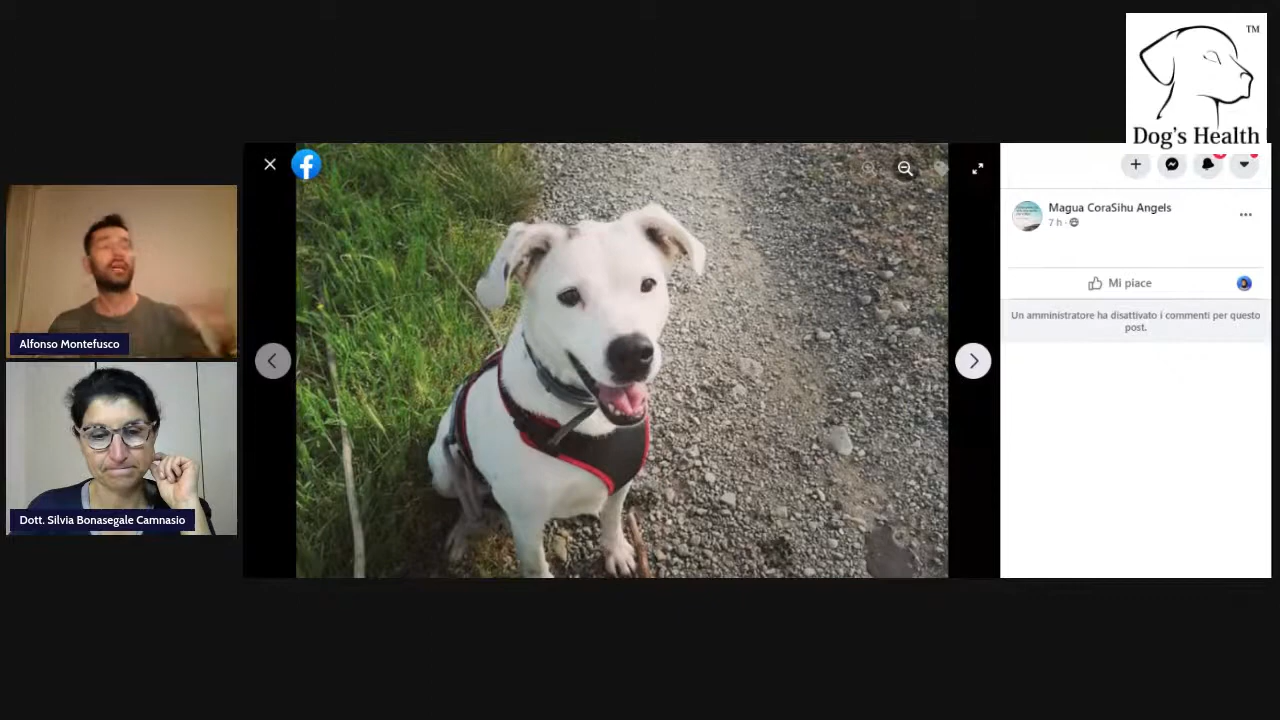 TM
Dog's Health
Magua CoraSihu Angels
7 h ·
Mi piace
Un amministratore ha disattivato i commenti per questo
post.
Alfonso Montefusco
Dott. Silvia Bonasegale Camnasio